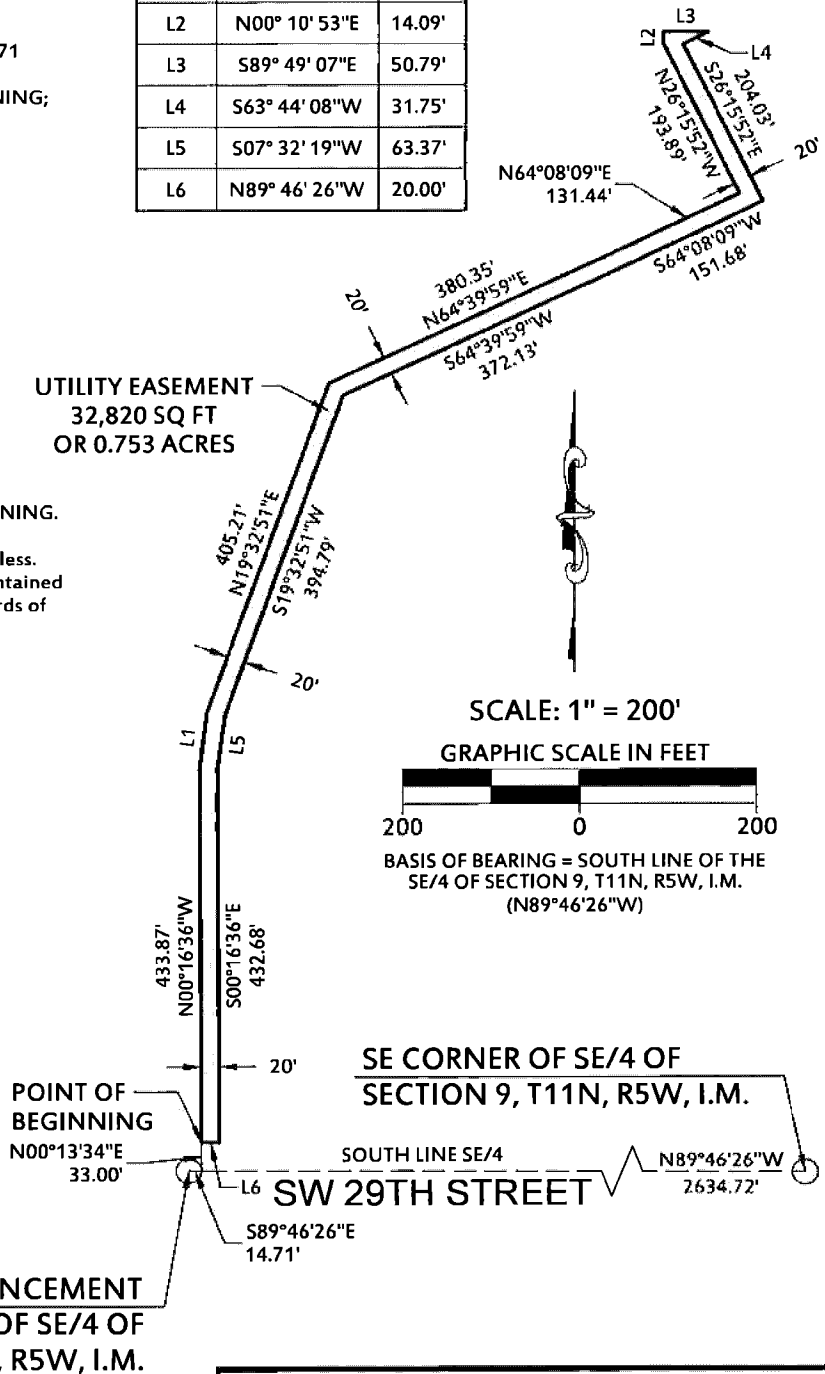 L2 N00° 10' 53"E 14.09'
L3 S89° 49' 07"E 50.79'
L4 S63° 44' 08"W 31.75'
L5 S07° 32' 19"W 63.37'
L6 N89° 46' 26"W 20.00'
71
NING;
L3
L2
L4
204.03'
S26°15'52"E
N26°15'52"W
193.89'
20'
N64°08'09"E
131.44'
S64°08'09"W
151.68'
380.35'
N64°39'59"E
20'
S64°39'59"W
372.13'
UTILITY EASEMENT
32,820 SQ FT
OR 0.753 ACRES
NING.
less.
ntained
rds of
405.21'
N19°32'51"E
S19°32'51"W
394.79'
20'
L1
L5
SCALE: 1" = 200'
GRAPHIC SCALE IN FEET
200 0 200
BASIS OF BEARING = SOUTH LINE OF THE
SE/4 OF SECTION 9, T11N, R5W, I.M.
(N89°46'26"W)
433.87'
N00°16'36"W
S00°16'36"E
432.68'
20'
SE CORNER OF SE/4 OF
SECTION 9, T11N, R5W, I.M.
POINT OF
BEGINNING
N00°13'34"E
33.00'
SOUTH LINE SE/4
N89°46'26"W
2634.72'
L6
SW 29TH STREET
S89°46'26"E
14.71'
NCEMENT
OF SE/4 OF
, R5W, I.M.